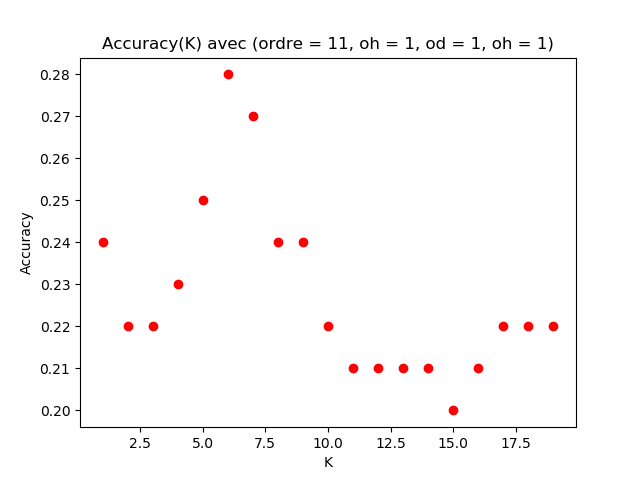 Accuracy(K) avec (ordre = 11, oh = 1, od = 1, oh = 1)
0.28
0.27
0.26
0.25
0.24
0.23
0.22
0.21
0.20
Accuracy
2.5 5.0 7.5 10.0 12.5 15.0 17.5
K